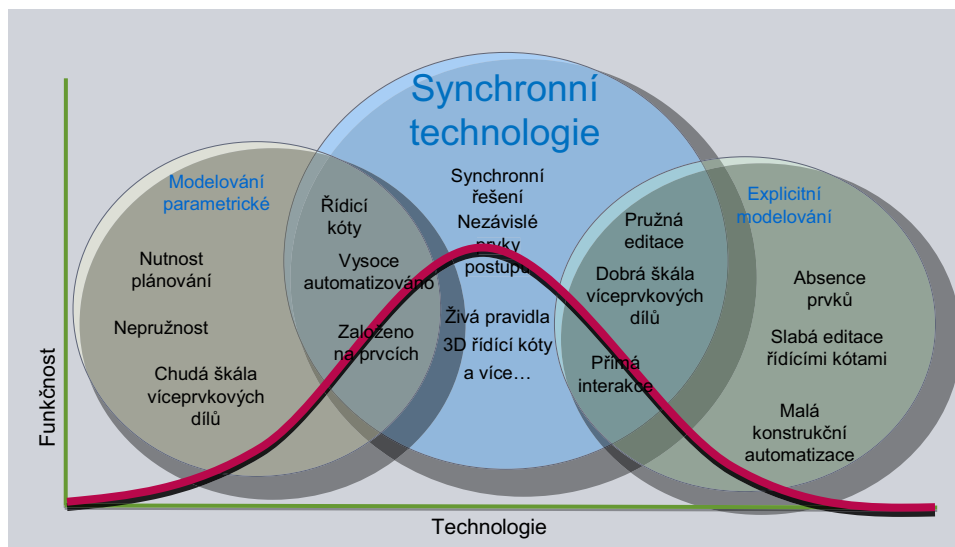 Synchronní
technologie
Modelování
parametrické
Nutnost
plánování
Nepružnost
Chudá škála
víceprvkových
dílů
Řídicí
kóty
Vysoce
automatizováno
Založeno
na prvcích
Synchronní
řešení
Nezávislé
prvky
postupu
Živá pravidla
3D řídící kóty
a více…
Pružná
editace
Dobrá škála
víceprvkových
dílů
Přímá
interakce
Explicitní
modelování
Absence
prvků
Slabá editace
řídícími kótami
Malá
konstrukční
automatizace
Funkčnost
Technologie